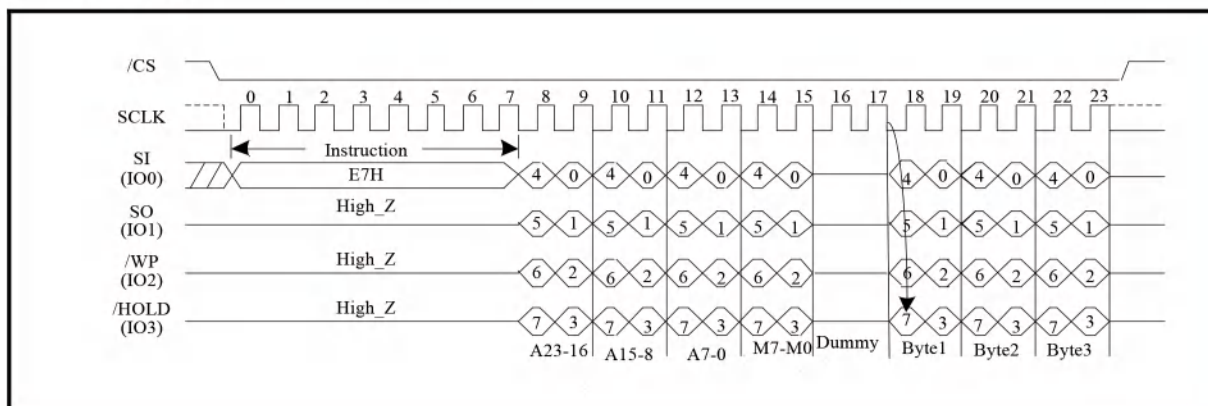 /CS
0 1 2 3 4 5 6 7 8 9 10 11 12 13 14 15 16 17 18 19 20 21 22 23
SCLK
Instruction
SI
(IO0)
E7H
4 0 4 0 4 0 4 0 4 0 4 0 4 0
SO
(IO1)
High_Z
5 1 5 1 5 1 5 1 5 1 5 1 5 1
/WP
(IO2)
High_Z
6 2 6 2 6 2 6 2 6 2 6 2 6 2
/HOLD
(IO3)
High_Z
7 3 7 3 7 3 7 3 7 3 7 3 7 3
A23-16 A15-8 A7-0 M7-M0 Dummy Byte1 Byte2 Byte3